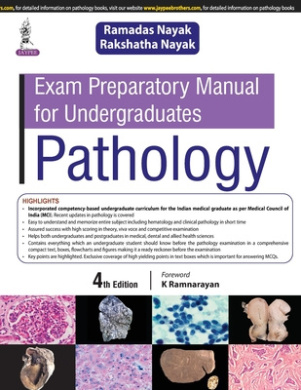 com, for detailed information on pathology books, visit our website www.jaypeebrothers.com, for detailed information on pathology books
JAYPEE
Ramadas Nayak
Rakshatha Nayak
Exam Preparatory Manual
for Undergraduates
Pathology
HIGHLIGHTS
• Incorporated competency-based undergraduate curriculum for the Indian medical graduate as per Medical Council of
India (MCI): Recent updates in pathology is covered
• Easy to understand and memorize entire subject including hematology and clinical pathology in short time
• Assured success with high scoring in theory, viva voce and competitive examination
• Helps both undergraduates and postgraduates in medical, dental and allied health sciences
• Contains everything which an undergraduate student should know before the pathology examination in a comprehensive
compact text, boxes, flowcharts and figures making it a ready reckoner before the examination
• Key points are highlighted. Exclusive coverage of high yielding points in text boxes which is important for answering MCQs.
4th Edition
Foreword
K Ramnarayan